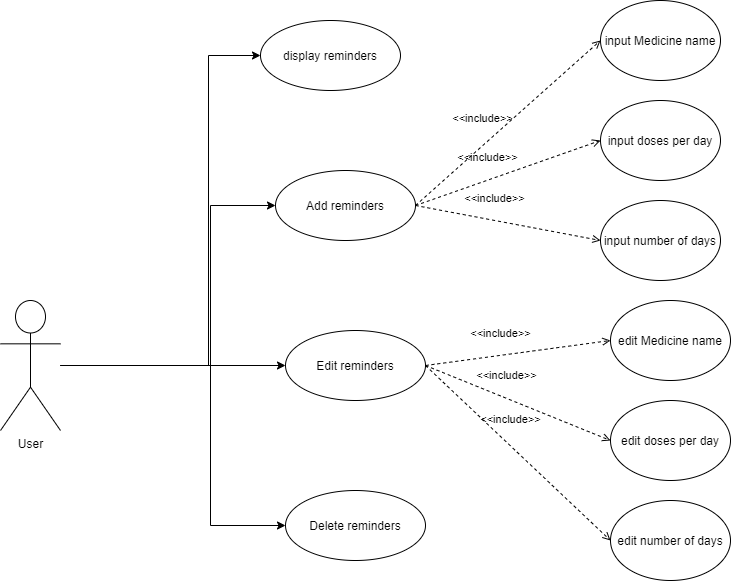 display reminders
input Medicine name
<<include>>
input doses per day
<<include>>
<<include>>
Add reminders
input number of days
<<include>>
edit Medicine name
Edit reminders
<<include>>
<<include>>
edit doses per day
User
Delete reminders
edit number of days